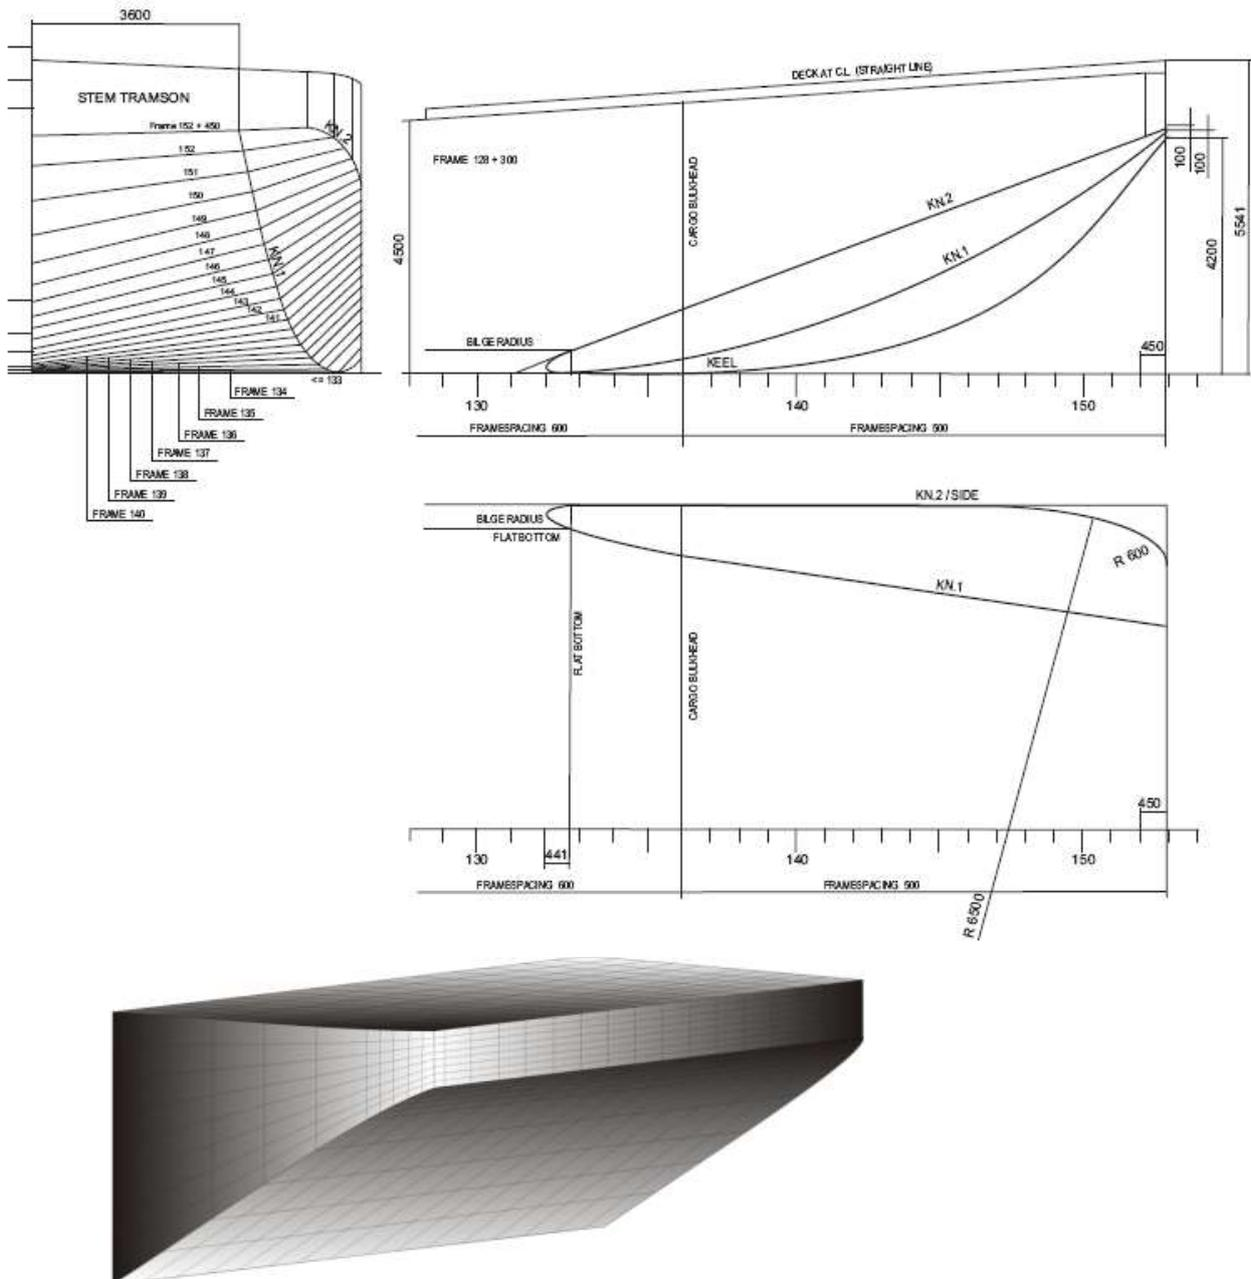 3600
STEM TRAMSON
Frame 152 + 450
KN.2
152
151
150
149
148
147
146
145
144
143
142
141
KN.1
<= 133
FRAME 134
FRAME 135
FRAME 136
FRAME 137
FRAME 138
FRAME 139
FRAME 140
DECK AT C.L. (STRAIGHT LINE)
FRAME 128 + 300
CARGO BULKHEAD
KN.2
KN.1
100
100
4500
4200
5541
BILGE RADIUS
KEEL
450
130
140
150
FRAMESPACING 600
FRAMESPACING 500
KN.2 / SIDE
BILGE RADIUS
FLAT BOTTOM
R 600
KN.1
FLAT BOTTOM
CARGO BULKHEAD
450
441
130
140
150
FRAMESPACING 600
FRAMESPACING 500
R 6500